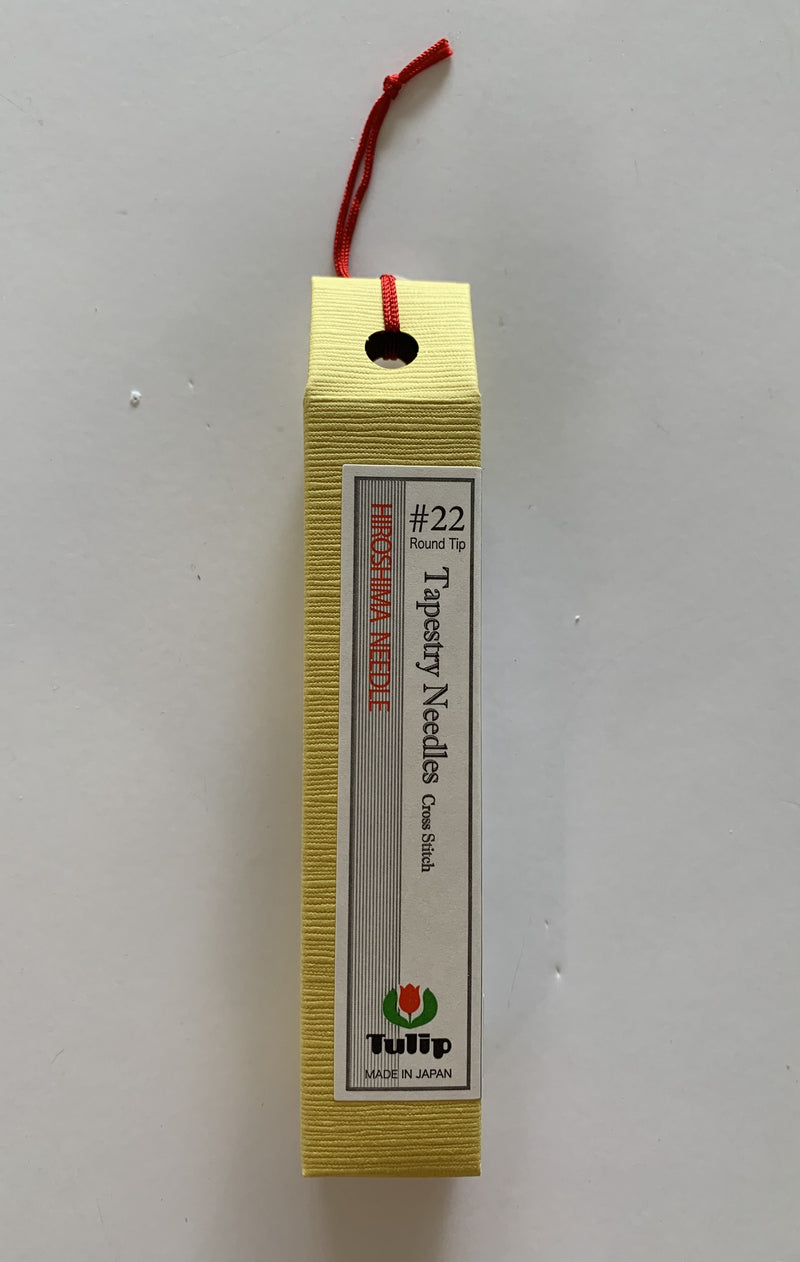 #22
Round Tip
Tapestry Needles Cross Stitch
HIROSHIMA NEEDLE
Tulip
MADE IN JAPAN